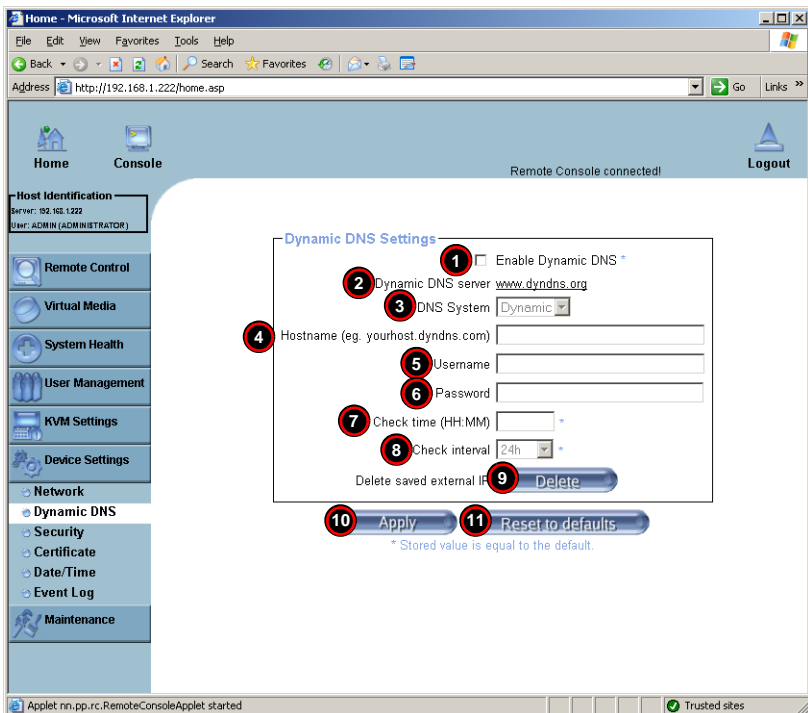 Home - Microsoft Internet Explorer
File Edit View Favorites Tools Help
Back Search Favorites
Address http://192.168.1.222/home.asp Go Links »
Home Console Logout
Remote Console connected!
Host Identification
Server: 192.168.1.222
User: ADMIN (ADMINISTRATOR)
Remote Control
Virtual Media
System Health
User Management
KVM Settings
Device Settings
Network
Dynamic DNS
Security
Certificate
Date/Time
Event Log
Maintenance
Dynamic DNS Settings
1 Enable Dynamic DNS *
2 Dynamic DNS server www.dyndns.org
3 DNS System Dynamic
4 Hostname (eg. yourhost.dyndns.com)
5 Username
6 Password
7 Check time (HH:MM) *
8 Check interval 24h *
Delete saved external IP 9 Delete
10 Apply 11 Reset to defaults
* Stored value is equal to the default.
Applet nn.pp.rc.RemoteConsoleApplet started Trusted sites